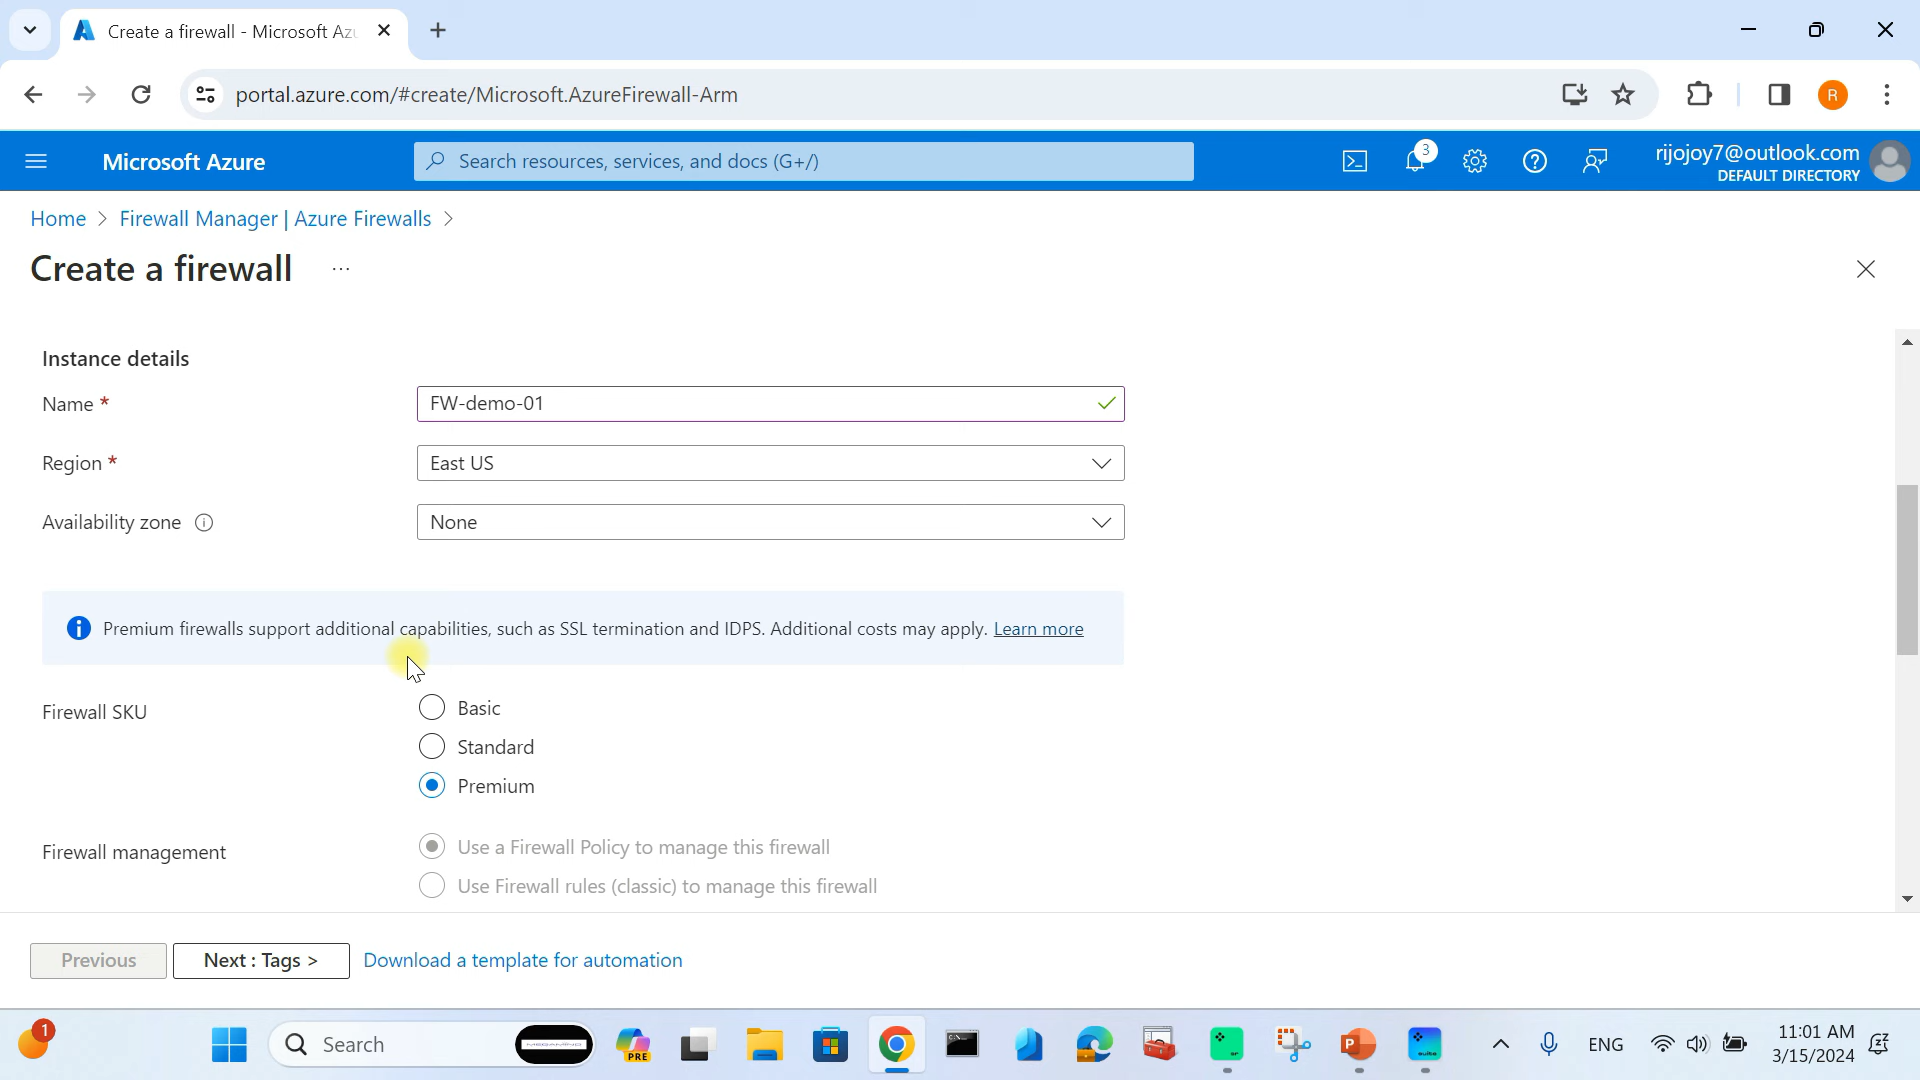 Create a firewall - Microsoft Azu
portal.azure.com/#create/Microsoft.AzureFirewall-Arm
R
Microsoft Azure
Search resources, services, and docs (G+/)
3
rijojoy7@outlook.com
DEFAULT DIRECTORY
Home > Firewall Manager | Azure Firewalls >
Create a firewall ...
Instance details
Name *
FW-demo-01
Region *
East US
Availability zone
None
Premium firewalls support additional capabilities, such as SSL termination and IDPS. Additional costs may apply. Learn more
Firewall SKU
Basic
Standard
Premium
Firewall management
Use a Firewall Policy to manage this firewall
Use Firewall rules (classic) to manage this firewall
Previous
Next : Tags >
Download a template for automation
1
Search
PRE
ENG
11:01 AM
3/15/2024